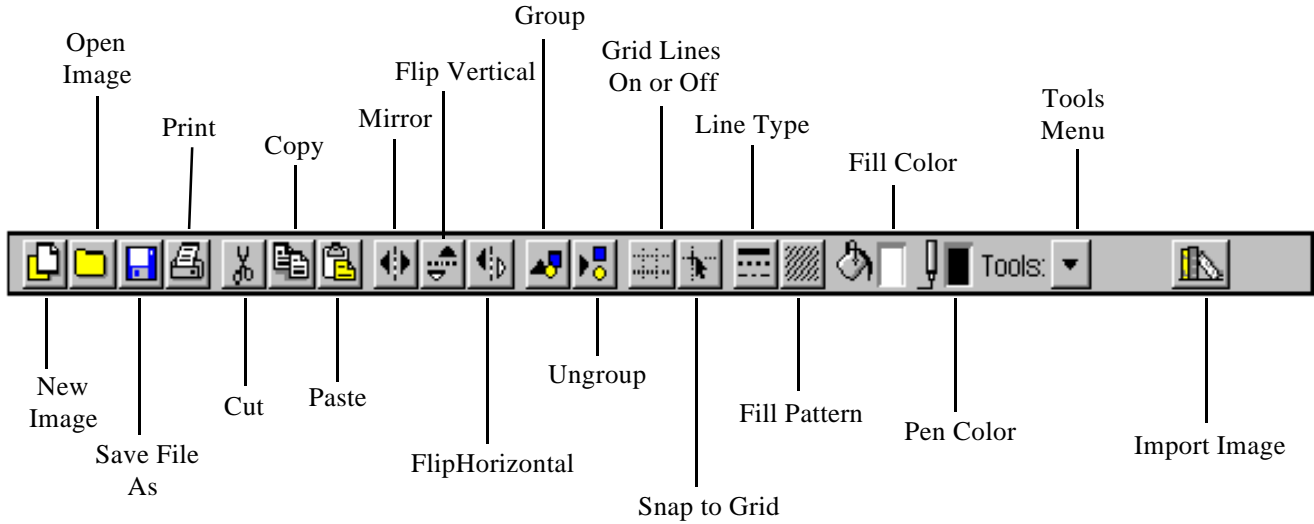 Group
Open
Image
Grid Lines
On or Off
Flip Vertical
Tools
Menu
Print
Mirror
Line Type
Copy
Fill Color
Tools:
New
Image
Cut
Paste
Ungroup
Fill Pattern
Pen Color
Import Image
Save File
As
FlipHorizontal
Snap to Grid